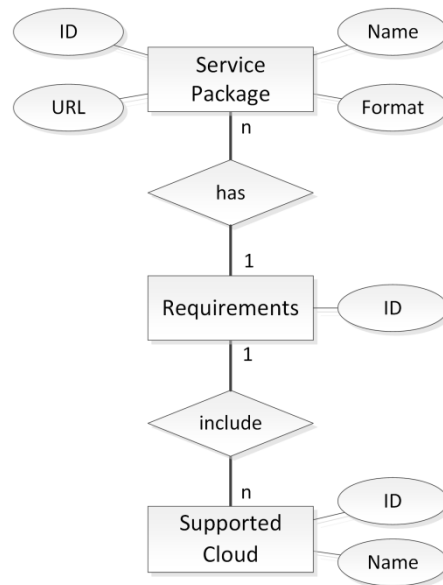 ID
Name
Service
Package
URL
Format
n
has
1
Requirements
ID
1
include
n
ID
Supported
Cloud
Name